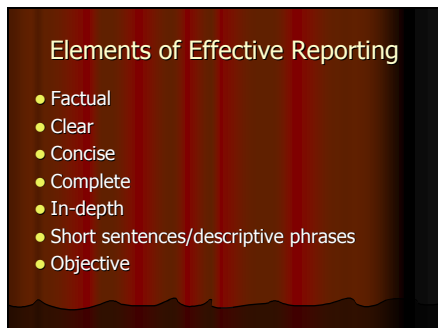 Elements of Effective Reporting
● Factual
● Clear
● Concise
● Complete
● In-depth
● Short sentences/descriptive phrases
● Objective